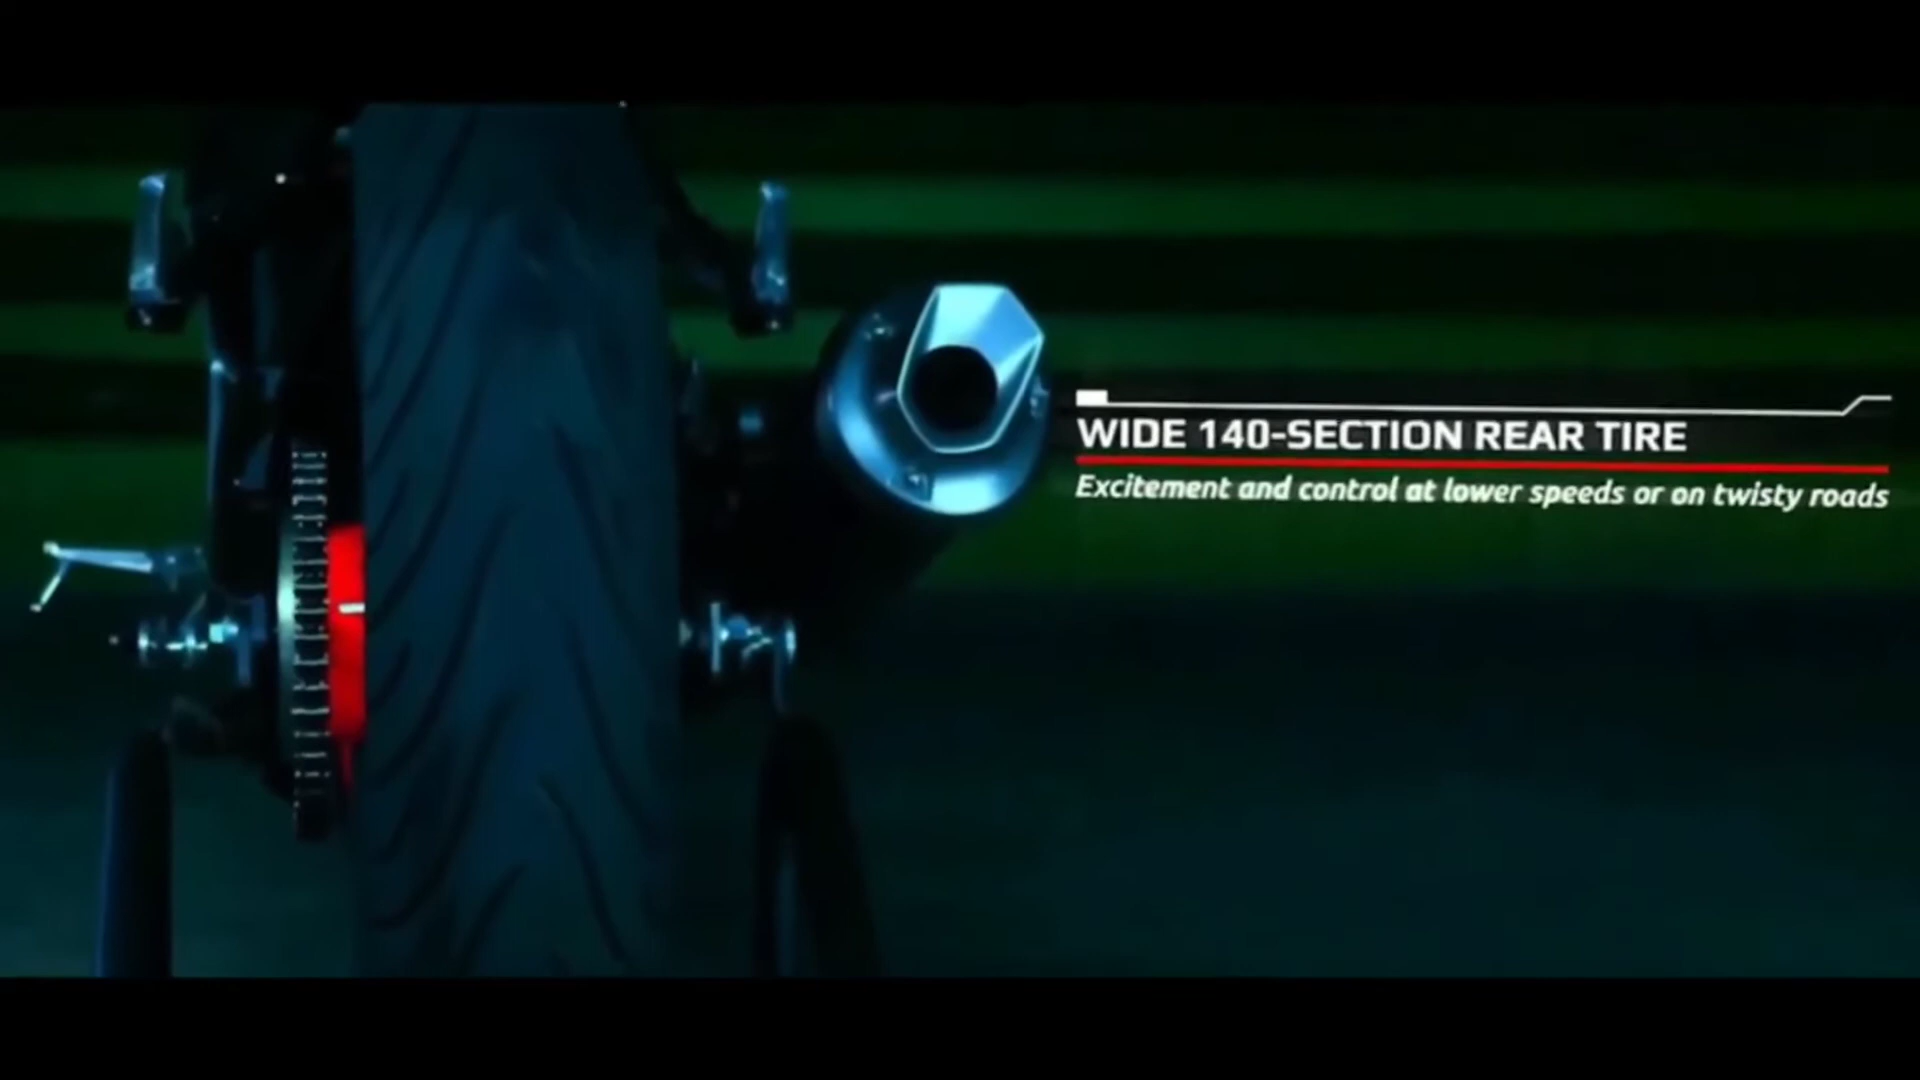 WIDE 140-SECTION REAR TIRE
Excitement and control at lower speeds or on twisty roads